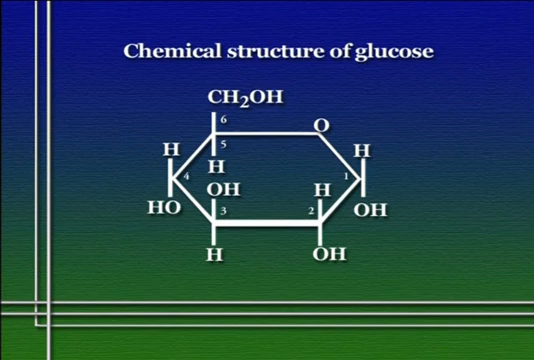 Chemical structure of glucose
CH2OH
6
O
5
H
H
H
4
1
OH
H
HO
3
2
OH
H
OH